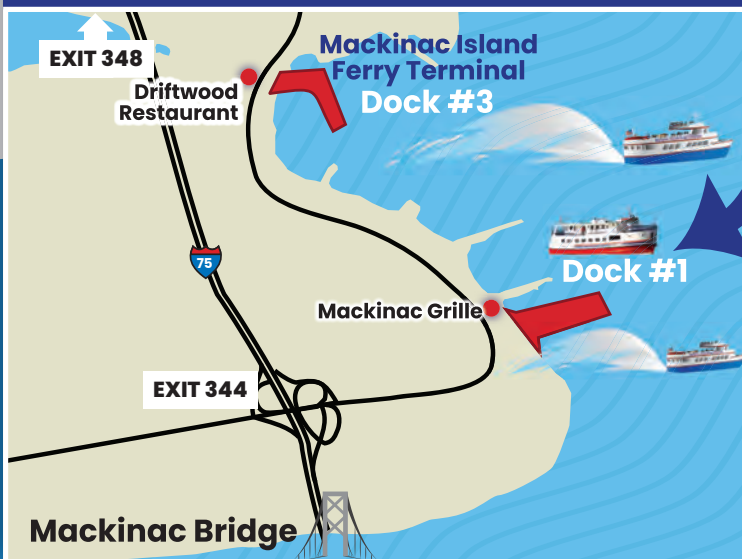 EXIT 348
Mackinac Island
Ferry Terminal
Dock #3
Driftwood
Restaurant
75
Dock #1
Mackinac Grille
EXIT 344
Mackinac Bridge